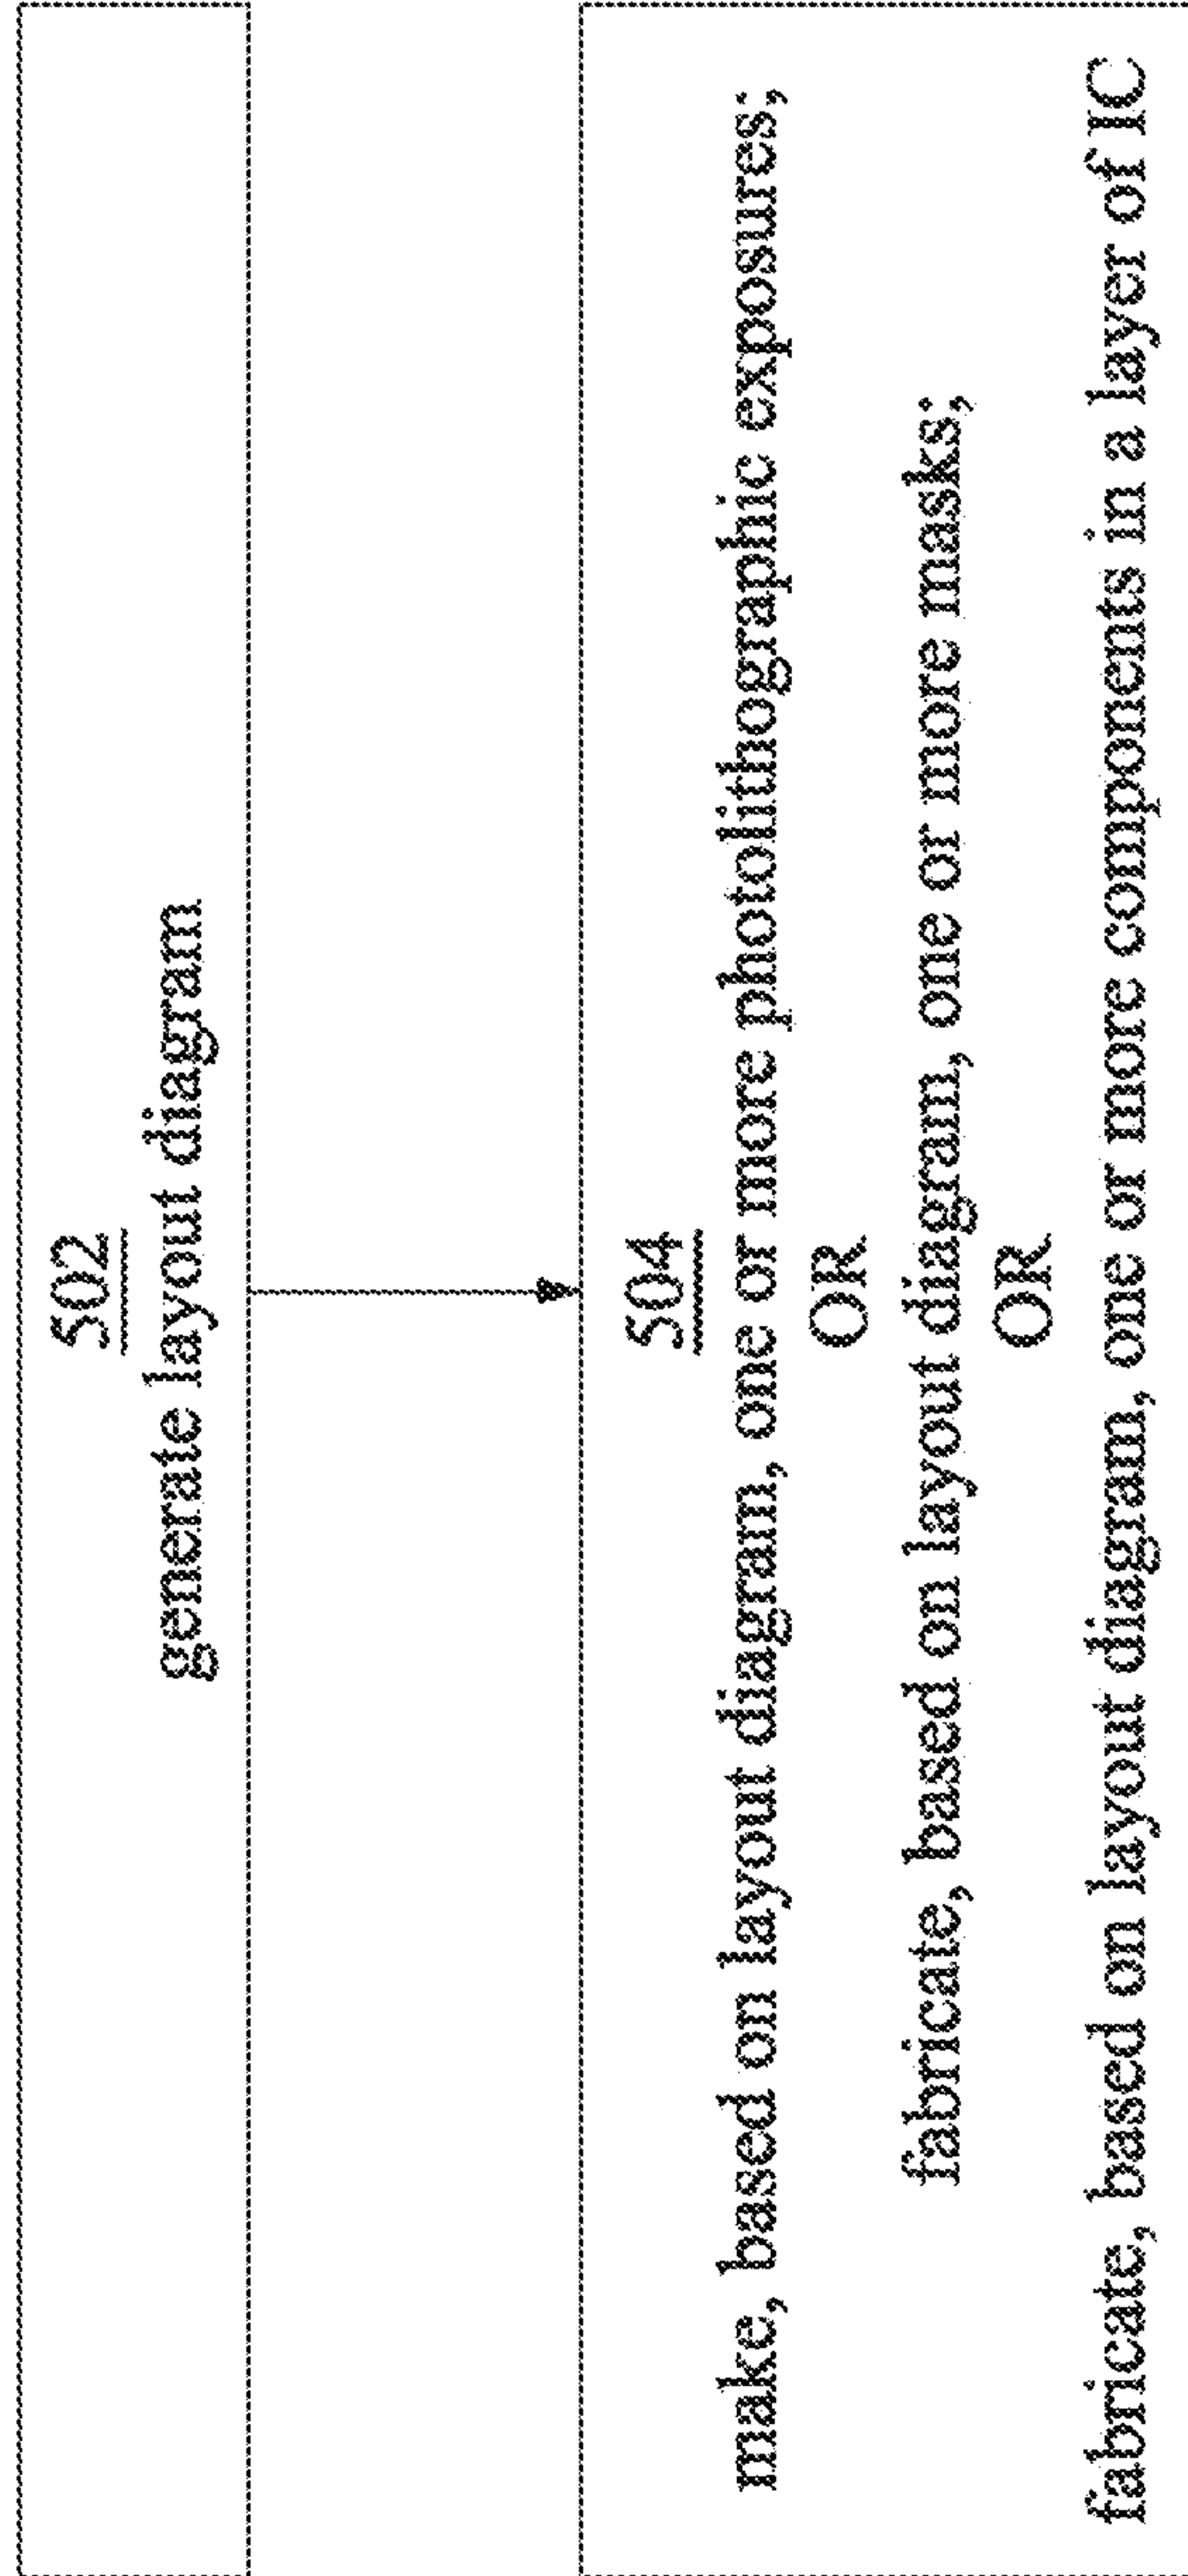 502
generate layout diagram
504
make, based on layout diagram, one or more photolithographic exposures;
OR
fabricate, based on layout diagram, one or more masks;
OR
fabricate, based on layout diagram, one or more components in a layer of IC